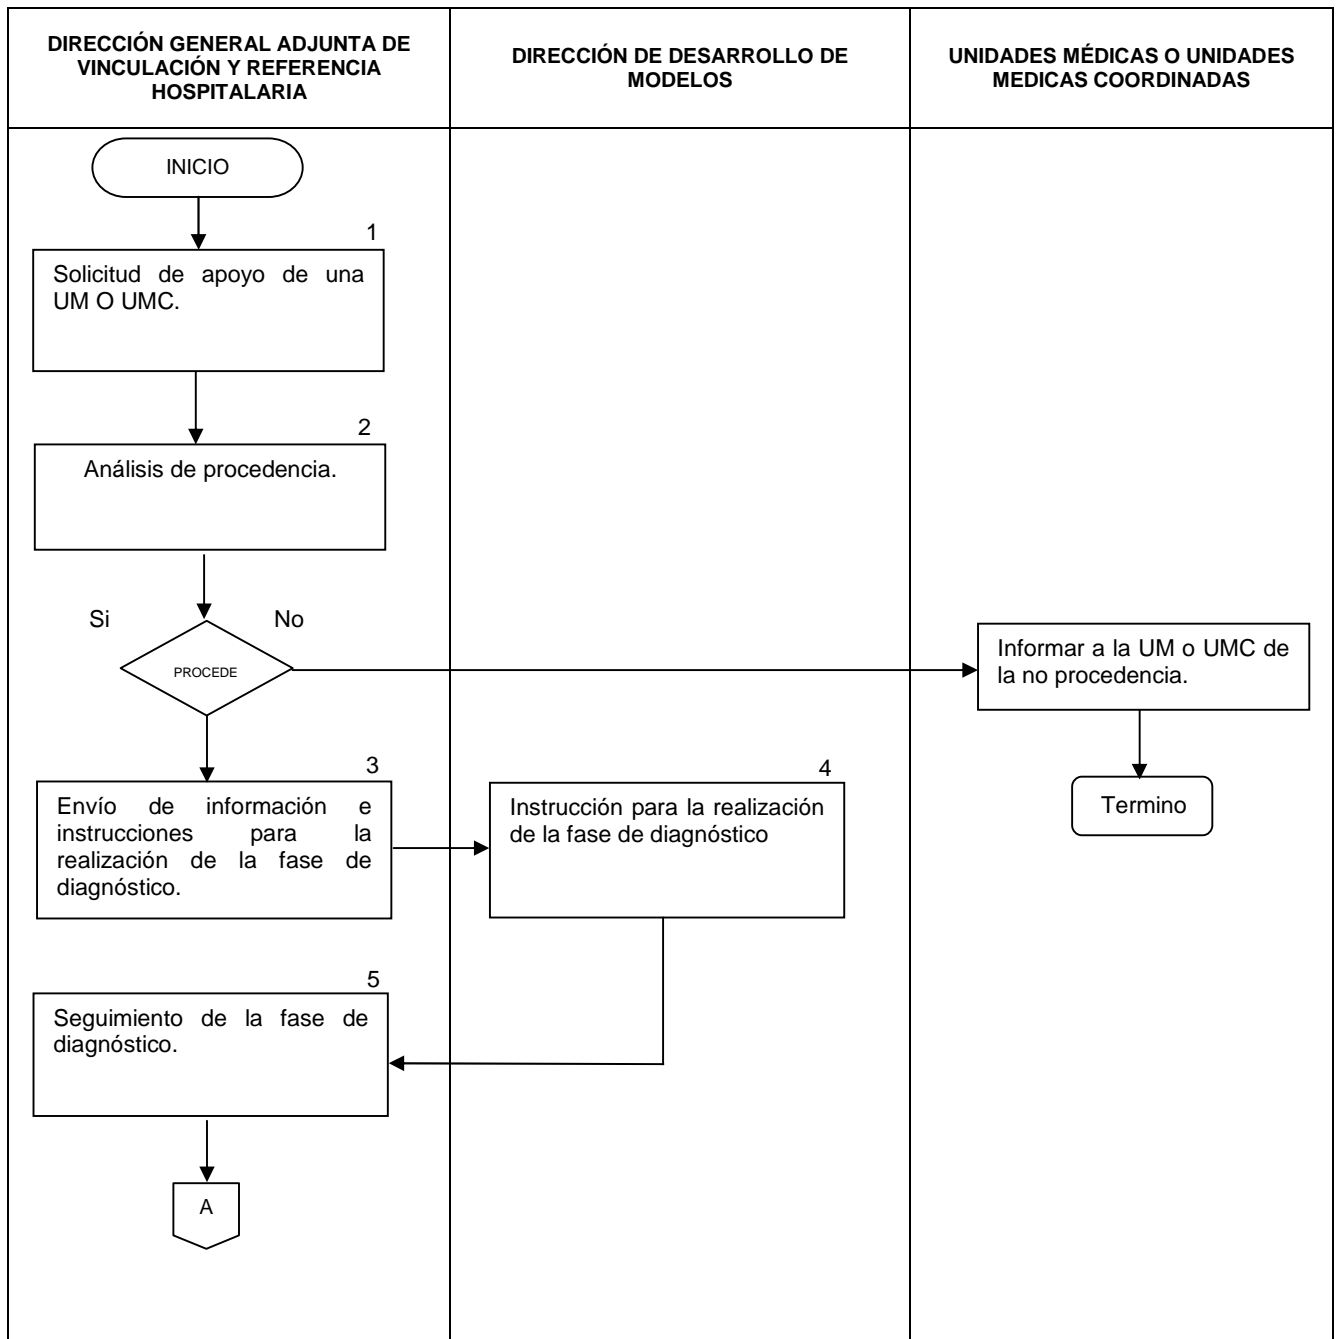 DIRECCIÓN GENERAL ADJUNTA DE
VINCULACIÓN Y REFERENCIA
HOSPITALARIA
DIRECCIÓN DE DESARROLLO DE
MODELOS
UNIDADES MÉDICAS O UNIDADES
MEDICAS COORDINADAS
INICIO
1
Solicitud de apoyo de una
UM O UMC.
2
Análisis de procedencia.
Si
No
PROCEDE
Informar a la UM o UMC de
la no procedencia.
Termino
3
Envío de información e
instrucciones para la
realización de la fase de
diagnóstico.
4
Instrucción para la realización
de la fase de diagnóstico
5
Seguimiento de la fase de
diagnóstico.
A